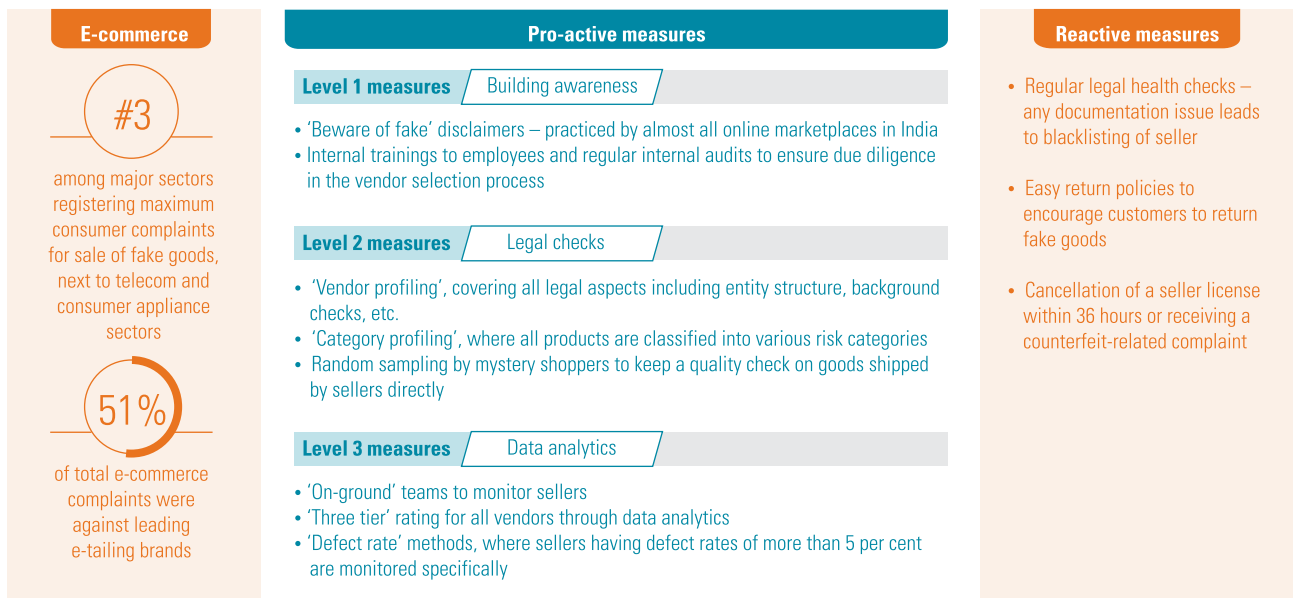 E-commerce
#3
among major sectors
registering maximum
consumer complaints
for sale of fake goods,
next to telecom and
consumer appliance
sectors
51%
of total e-commerce
complaints were
against leading
e-tailing brands
Pro-active measures
Level 1 measures
Building awareness
• ‘Beware of fake’ disclaimers – practiced by almost all online marketplaces in India
• Internal trainings to employees and regular internal audits to ensure due diligence
in the vendor selection process
Level 2 measures
Legal checks
• ‘Vendor profiling’, covering all legal aspects including entity structure, background
checks, etc.
• ‘Category profiling’, where all products are classified into various risk categories
• Random sampling by mystery shoppers to keep a quality check on goods shipped
by sellers directly
Level 3 measures
Data analytics
• ‘On-ground’ teams to monitor sellers
• ‘Three tier’ rating for all vendors through data analytics
• ‘Defect rate’ methods, where sellers having defect rates of more than 5 per cent
are monitored specifically
Reactive measures
• Regular legal health checks –
any documentation issue leads
to blacklisting of seller
• Easy return policies to
encourage customers to return
fake goods
• Cancellation of a seller license
within 36 hours or receiving a
counterfeit-related complaint